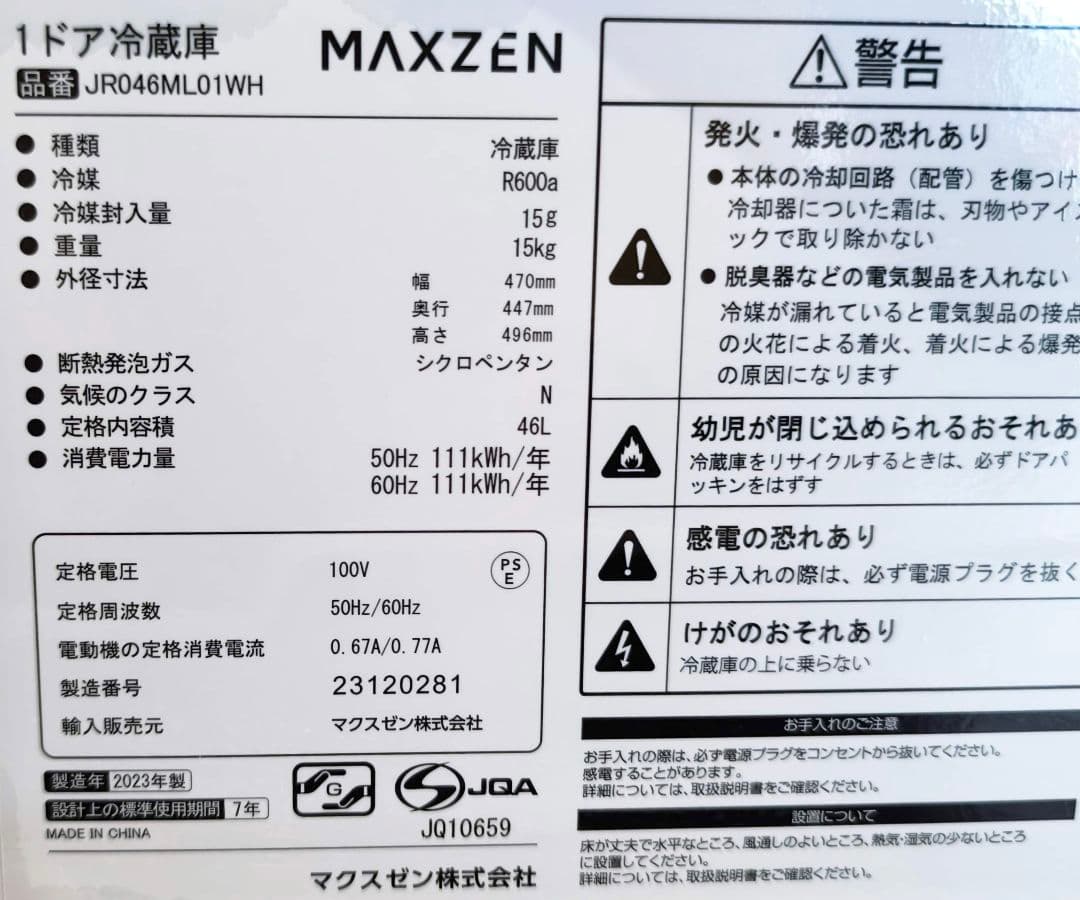 1ドア冷蔵庫
品番 JR046ML01WH
MAXZEN
● 種類 冷蔵庫
● 冷媒 R600a
● 冷媒封入量 15g
● 重量 15kg
● 外径寸法 幅 470mm
奥行 447mm
高さ 496mm
● 断熱発泡ガス シクロペンタン
● 気候のクラス N
● 定格内容積 46L
● 消費電力量 50Hz 111kWh/年
60Hz 111kWh/年
定格電圧 100V
PS
E
定格周波数 50Hz/60Hz
電動機の定格消費電流 0.67A/0.77A
製造番号 23120281
輸入販売元 マクスゼン株式会社
製造年 2023年製
設計上の標準使用期間 7年
MADE IN CHINA
G
JQA
JQ10659
マクスゼン株式会社
警告
発火・爆発の恐れあり
● 本体の冷却回路（配管）を傷つけ
冷却器についた霜は、刃物やアイス
ックで取り除かない
● 脱臭器などの電気製品を入れない
冷媒が漏れていると電気製品の接点
の火花による着火、着火による爆発
の原因になります
幼児が閉じ込められるおそれあ
冷蔵庫をリサイクルするときは、必ずドアパ
ッキンをはずす
感電の恐れあり
お手入れの際は、必ず電源プラグを抜く
けがのおそれあり
冷蔵庫の上に乗らない
お手入れのご注意
お手入れの際は、必ず電源プラグをコンセントから抜いてください。
感電することがあります。
詳細については、取扱説明書をご確認ください。
設置について
床が丈夫で水平なところ、風通しのよいところ、熱気・湿気の少ないところ
に設置してください。
詳細については、取扱説明書をご確認ください。